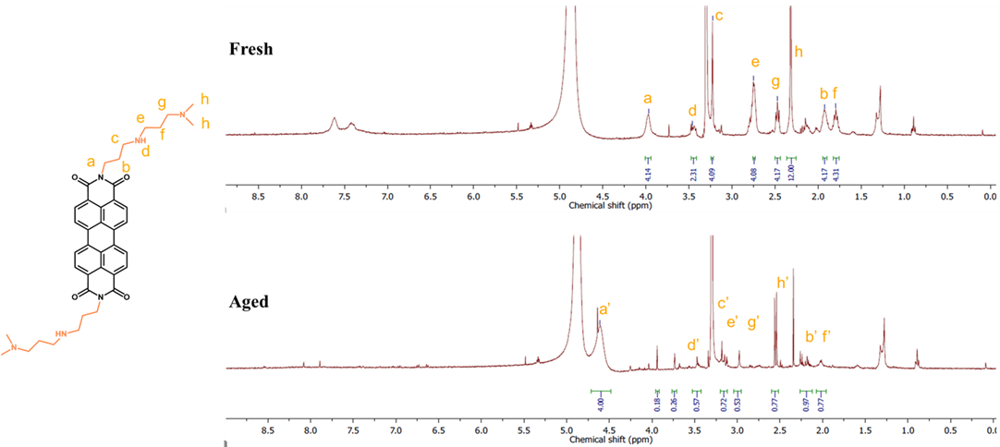 Fresh
a
d
c
e
g
h
b
f
4.14
2.31
4.09
4.08
4.17
12.00
4.17
4.31
8.5 8.0 7.5 7.0 6.5 6.0 5.5 5.0 4.5 4.0 3.5 3.0 2.5 2.0 1.5 1.0 0.5 0.0
Chemical shift (ppm)
h
g
N
h
e
f
c
NH
d
a
b
O N O
O N O
HN
N
Aged
a'
d'
c'
e'
g'
h'
b' f'
4.00
0.18
0.26
0.57
0.72
0.53
0.77
0.97
0.77
8.5 8.0 7.5 7.0 6.5 6.0 5.5 5.0 4.5 4.0 3.5 3.0 2.5 2.0 1.5 1.0 0.5
Chemical shift (ppm)